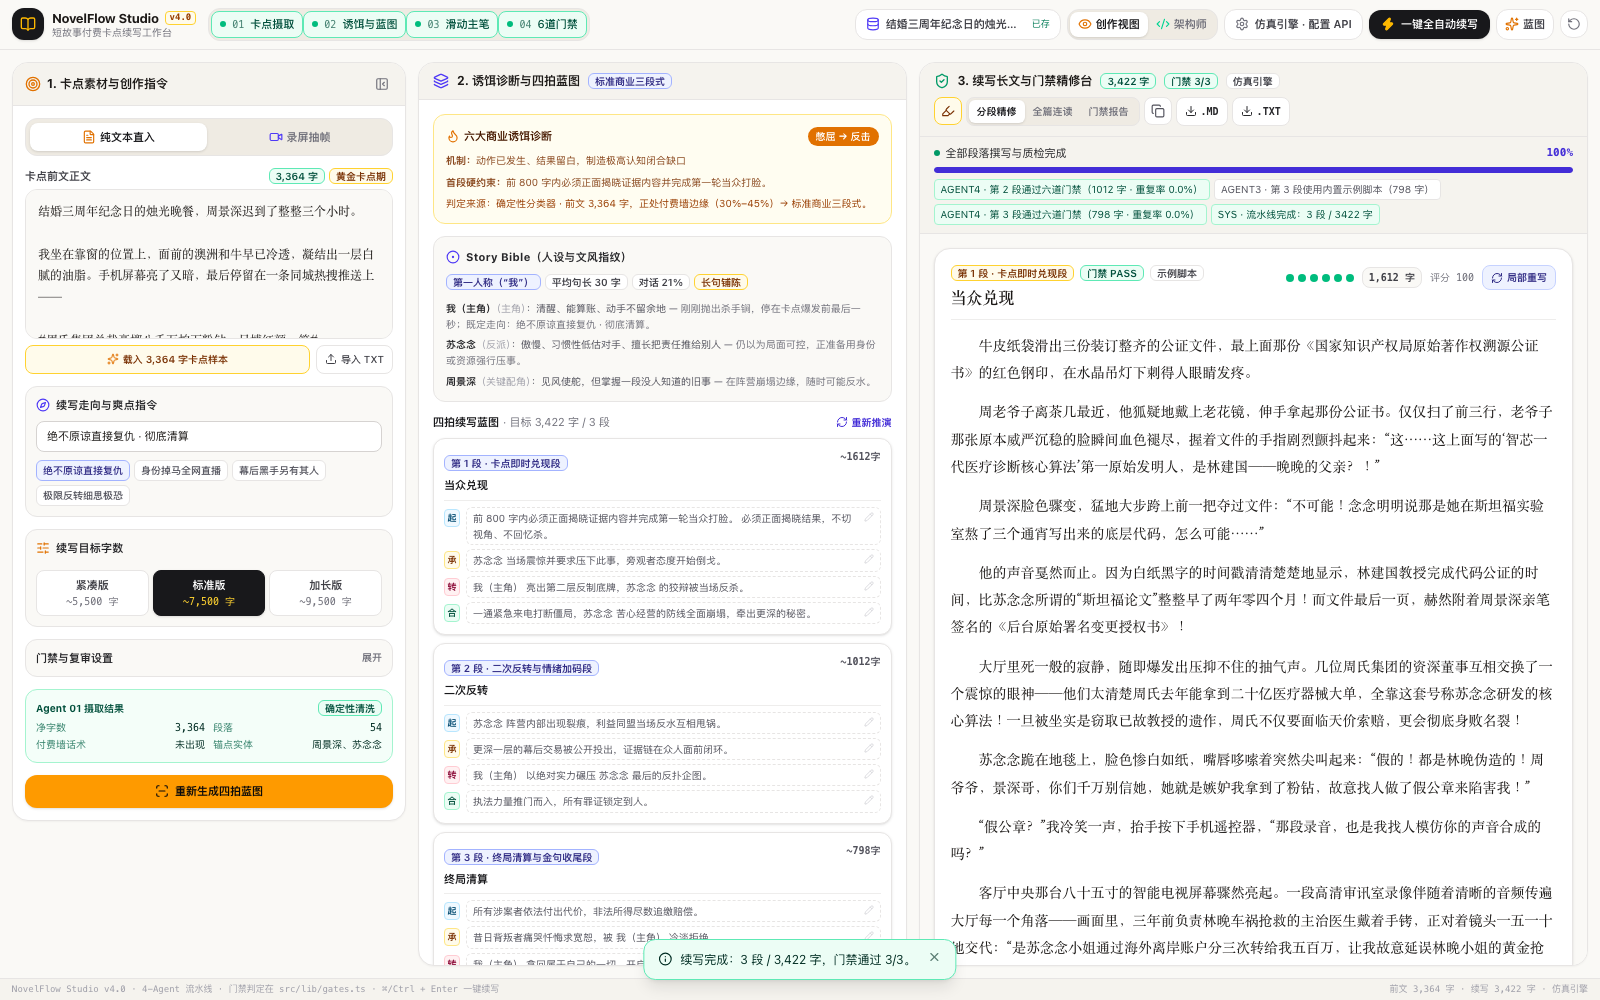 NovelFlow Studio v4.0
短故事付费卡点续写工作台
01 卡点摄取
02 诱饵与蓝图
03 滑动主笔
04 6道门禁
结婚三周年纪念日的烛光... 已存
创作视图
架构师
仿真引擎 · 配置 API
一键全自动续写
蓝图
1. 卡点素材与创作指令
纯文本直入
录屏抽帧
卡点前文正文
3,364 字
黄金卡点期
结婚三周年纪念日的烛光晚餐，周景深迟到了整整三个小时。
我坐在靠窗的位置上，面前的澳洲和牛早已冷透，凝结出一层白
腻的油脂。手机屏幕亮了又暗，最后停留在一条同城热搜推送上
——
载入 3,364 字卡点样本
导入 TXT
续写走向与爽点指令
绝不原谅直接复仇 · 彻底清算
绝不原谅直接复仇
身份掉马全网直播
幕后黑手另有其人
极限反转细思极恐
续写目标字数
紧凑版
~5,500 字
标准版
~7,500 字
加长版
~9,500 字
门禁与复审设置
展开
Agent 01 摄取结果
确定性清洗
净字数 3,364 段落 54
付费墙话术 未出现 锚点实体 周景深、苏念念
重新生成四拍蓝图
2. 诱饵诊断与四拍蓝图
标准商业三段式
六大商业诱饵诊断
憋屈 → 反击
机制：动作已发生、结果留白，制造极高认知闭合缺口
首段硬约束：前 800 字内必须正面揭晓证据内容并完成第一轮当众打脸。
判定来源：确定性分类器 · 前文 3,364 字，正处付费墙边缘（30%–45%）→ 标准商业三段式。
Story Bible（人设与文风指纹）
第一人称（“我”）
平均句长 30 字
对话 21%
长句铺陈
我（主角）（主角）：清醒、能算账、动手不留余地 — 刚刚抛出杀手锏，停在卡点爆发前最后一
秒；既定走向：绝不原谅直接复仇 · 彻底清算。
苏念念（反派）：傲慢、习惯性低估对手、擅长把责任推给别人 — 仍以为局面可控，正准备用身份
或资源强行压事。
周景深（关键配角）：见风使舵，但掌握一段没人知道的旧事 — 在阵营崩塌边缘，随时可能反水。
四拍续写蓝图 · 目标 3,422 字 / 3 段
重新推演
第 1 段 · 卡点即时兑现段
~1612字
当众兑现
起 前 800 字内必须正面揭晓证据内容并完成第一轮当众打脸。 必须正面揭晓结果，不切
视角、不回忆杀。
承 苏念念 当场震惊并要求压下此事，旁观者态度开始倒戈。
转 我（主角） 亮出第二层反制底牌，苏念念 的狡辩被当场反杀。
合 一通紧急来电打断僵局，苏念念 苦心经营的防线全面崩塌，牵出更深的秘密。
第 2 段 · 二次反转与情绪加码段
~1012字
二次反转
起 苏念念 阵营内部出现裂痕，利益同盟当场反水互相甩锅。
承 更深一层的幕后交易被公开投出，证据链在众人面前闭环。
转 我（主角） 以绝对实力碾压 苏念念 最后的反扑企图。
合 执法力量推门而入，所有罪证锁定到人。
第 3 段 · 终局清算与金句收尾段
~798字
终局清算
起 所有涉案者依法付出代价，非法所得尽数追缴赔偿。
承 昔日背叛者痛哭忏悔求宽恕，被 我（主角） 冷淡拒绝
转
3. 续写长文与门禁精修台
3,422 字
门禁 3/3
仿真引擎
分段精修
全篇连读
门禁报告
.MD
.TXT
全部段落撰写与质检完成
100%
AGENT4 · 第 2 段通过六道门禁（1012 字 · 重复率 0.0%）
AGENT3 · 第 3 段使用内置示例脚本（798 字）
AGENT4 · 第 3 段通过六道门禁（798 字 · 重复率 0.0%）
SYS · 流水线完成：3 段 / 3422 字
第 1 段 · 卡点即时兑现段
门禁 PASS
示例脚本
1,612 字
评分 100
局部重写
当众兑现
牛皮纸袋滑出三份装订整齐的公证文件，最上面那份《国家知识产权局原始著作权溯源公证
书》的红色钢印，在水晶吊灯下刺得人眼睛发疼。
周老爷子离茶几最近，他狐疑地戴上老花镜，伸手拿起那份公证书。仅仅扫了前三行，老爷子
那张原本威严沉稳的脸瞬间血色褪尽，握着文件的手指剧烈颤抖起来：“这……这上面写的‘智芯一
代医疗诊断核心算法’第一原始发明人，是林建国——晚晚的父亲？！”
周景深脸色骤变，猛地大步跨上前一把夺过文件：“不可能！念念明明说那是她在斯坦福实验
室熬了三个通宵写出来的底层代码，怎么可能……”
他的声音戛然而止。因为白纸黑字的时间戳清清楚楚地显示，林建国教授完成代码公证的时
间，比苏念念所谓的“斯坦福论文”整整早了两年零四个月！而文件最后一页，赫然附着周景深亲笔
签名的《后台原始署名变更授权书》！
大厅里死一般的寂静，随即爆发出压抑不住的抽气声。几位周氏集团的资深董事互相交换了一
个震惊的眼神——他们太清楚周氏去年能拿到二十亿医疗器械大单，全靠这套号称苏念念研发的核
心算法！一旦被坐实是窃取已故教授的遗作，周氏不仅要面临天价索赔，更会彻底身败名裂！
苏念念跪在地毯上，脸色惨白如纸，嘴唇哆嗦着突然尖叫起来：“假的！都是林晚伪造的！周
爷爷，景深哥，你们千万别信她，她就是嫉妒我拿到了粉钻，故意找人做了假公章来陷害我！”
“假公章？”我冷笑一声，抬手按下手机遥控器，“那段录音，也是我找人模仿你的声音合成的
吗？”
客厅中央那台八十五寸的智能电视屏幕骤然亮起。一段高清审讯室录像伴随着清晰的音频传遍
大厅每一个角落——画面里，三年前负责林晚车祸抢救的主治医生戴着手铐，正对着镜头一五一十
地交代：“是苏念念小姐通过海外离岸账户分三次转给我五百万，让我故意延误林晚小姐的黄金抢
续写完成：3 段 / 3,422 字，门禁通过 3/3。
NovelFlow Studio v4.0 · 4-Agent 流水线 · 门禁判定在 src/lib/gates.ts · ⌘/Ctrl + Enter 一键续写
前文 3,364 字 · 续写 3,422 字 · 仿真引擎